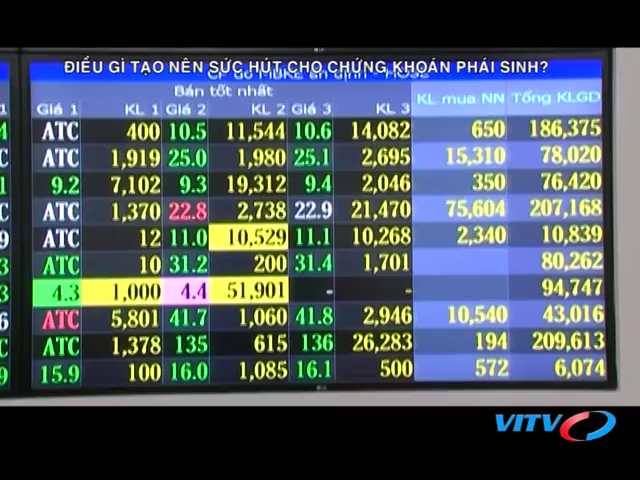 ĐIỀU GÌ TẠO NÊN SỨC HÚT CHO CHỨNG KHOÁN PHÁI SINH?
Bán tốt nhất KL mua NN Tổng KLGD
Giá 1 KL 1 Giá 2 KL 2 Giá 3 KL 3
ATC 400 10.5 11,544 10.6 14,082 650 186,375
ATC 1,919 25.0 1,980 25.1 2,695 15,310 78,020
9.2 7,102 9.3 19,312 9.4 2,046 350 76,420
ATC 1,370 22.8 2,738 22.9 21,470 75,604 207,168
ATC 12 11.0 10,529 11.1 10,268 2,340 10,839
ATC 10 31.2 200 31.4 1,701 80,262
4.3 1,000 4.4 51,901 - - 94,747
ATC 5,801 41.7 1,060 41.8 2,946 10,540 43,016
ATC 1,378 135 615 136 26,283 194 209,613
15.9 100 16.0 1,085 16.1 500 572 6,074
VITV